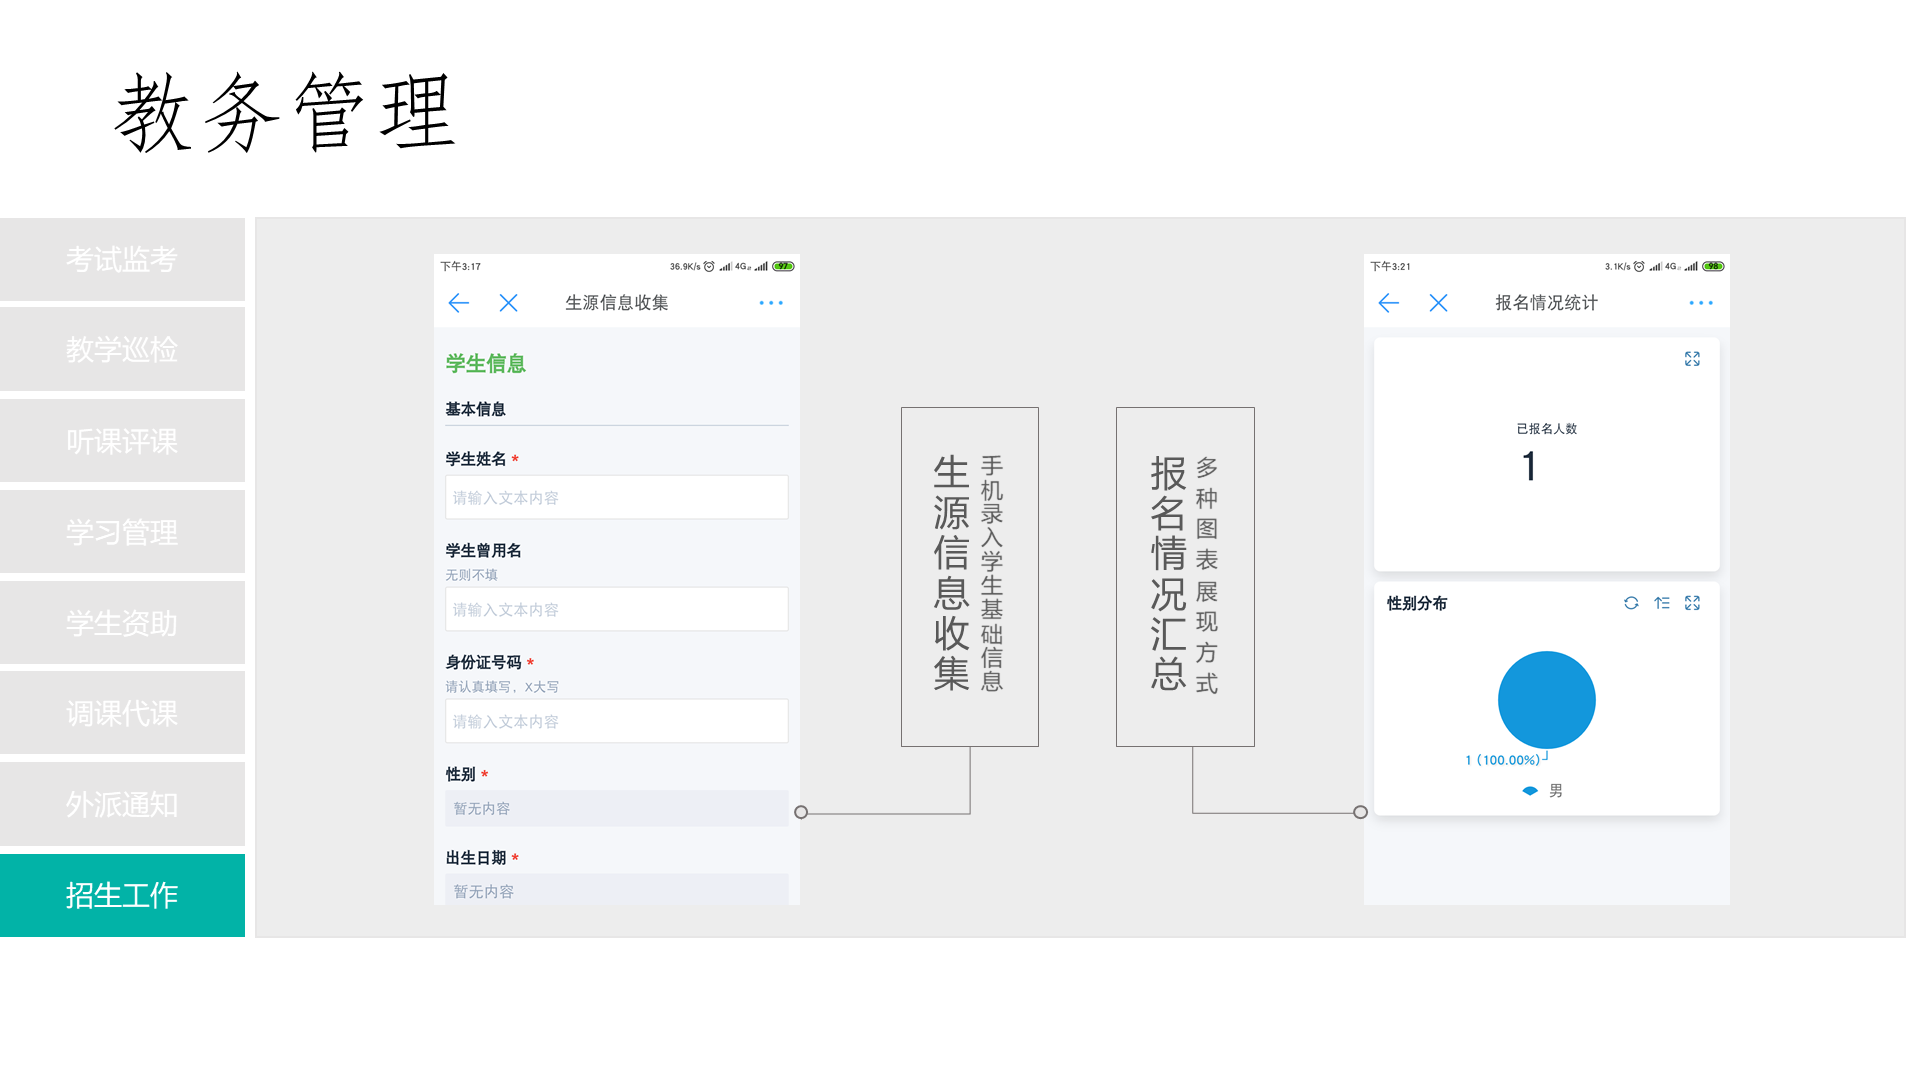 教务管理
考试监考
教学巡检
听课评课
学习管理
学生资助
调课代课
外派通知
招生工作
下午3:17
36.9K/s
4G
97
生源信息收集
学生信息
基本信息
学生姓名 *
请输入文本内容
学生曾用名
无则不填
请输入文本内容
身份证号码 *
请认真填写，X大写
请输入文本内容
性别 *
暂无内容
出生日期 *
暂无内容
生源信息收集
手机录入学生基础信息
报名情况汇总
多种图表展现方式
下午3:21
3.1K/s
4G
98
报名情况统计
已报名人数
1
性别分布
1 (100.00%)
男